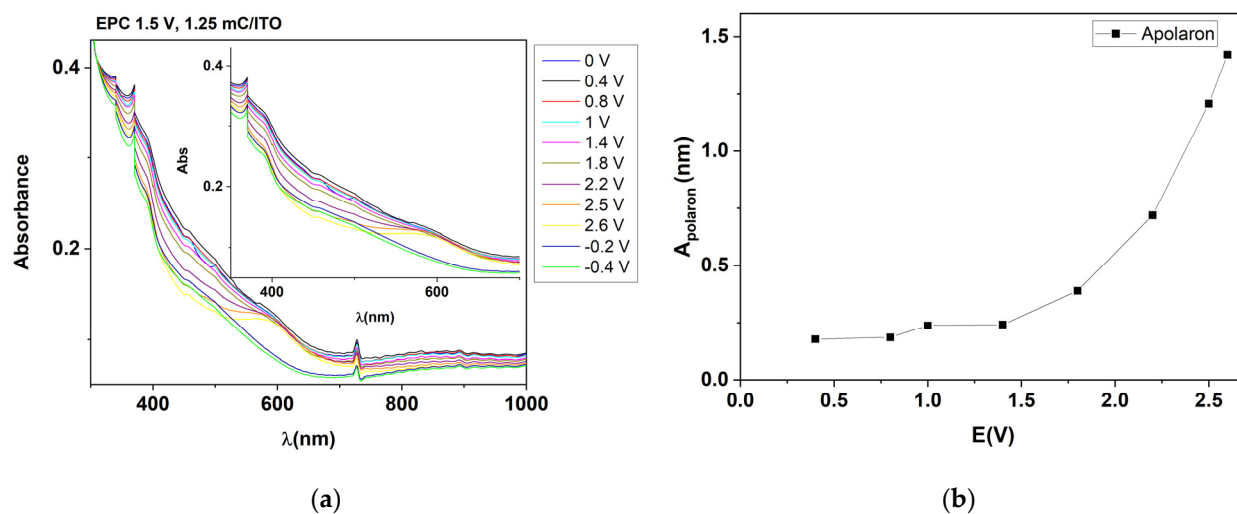 EPC 1.5 V, 1.25 mC/ITO
0.4
0.2
Absorbance
400
600
800
1000
λ(nm)
0.4
0.2
Abs
400
600
λ(nm)
0 V
0.4 V
0.8 V
1 V
1.4 V
1.8 V
2.2 V
2.5 V
2.6 V
-0.2 V
-0.4 V
(a)
Apolaron
1.5
1.0
0.5
0.0
Apolaron (nm)
0.0
0.5
1.0
1.5
2.0
2.5
E(V)
(b)